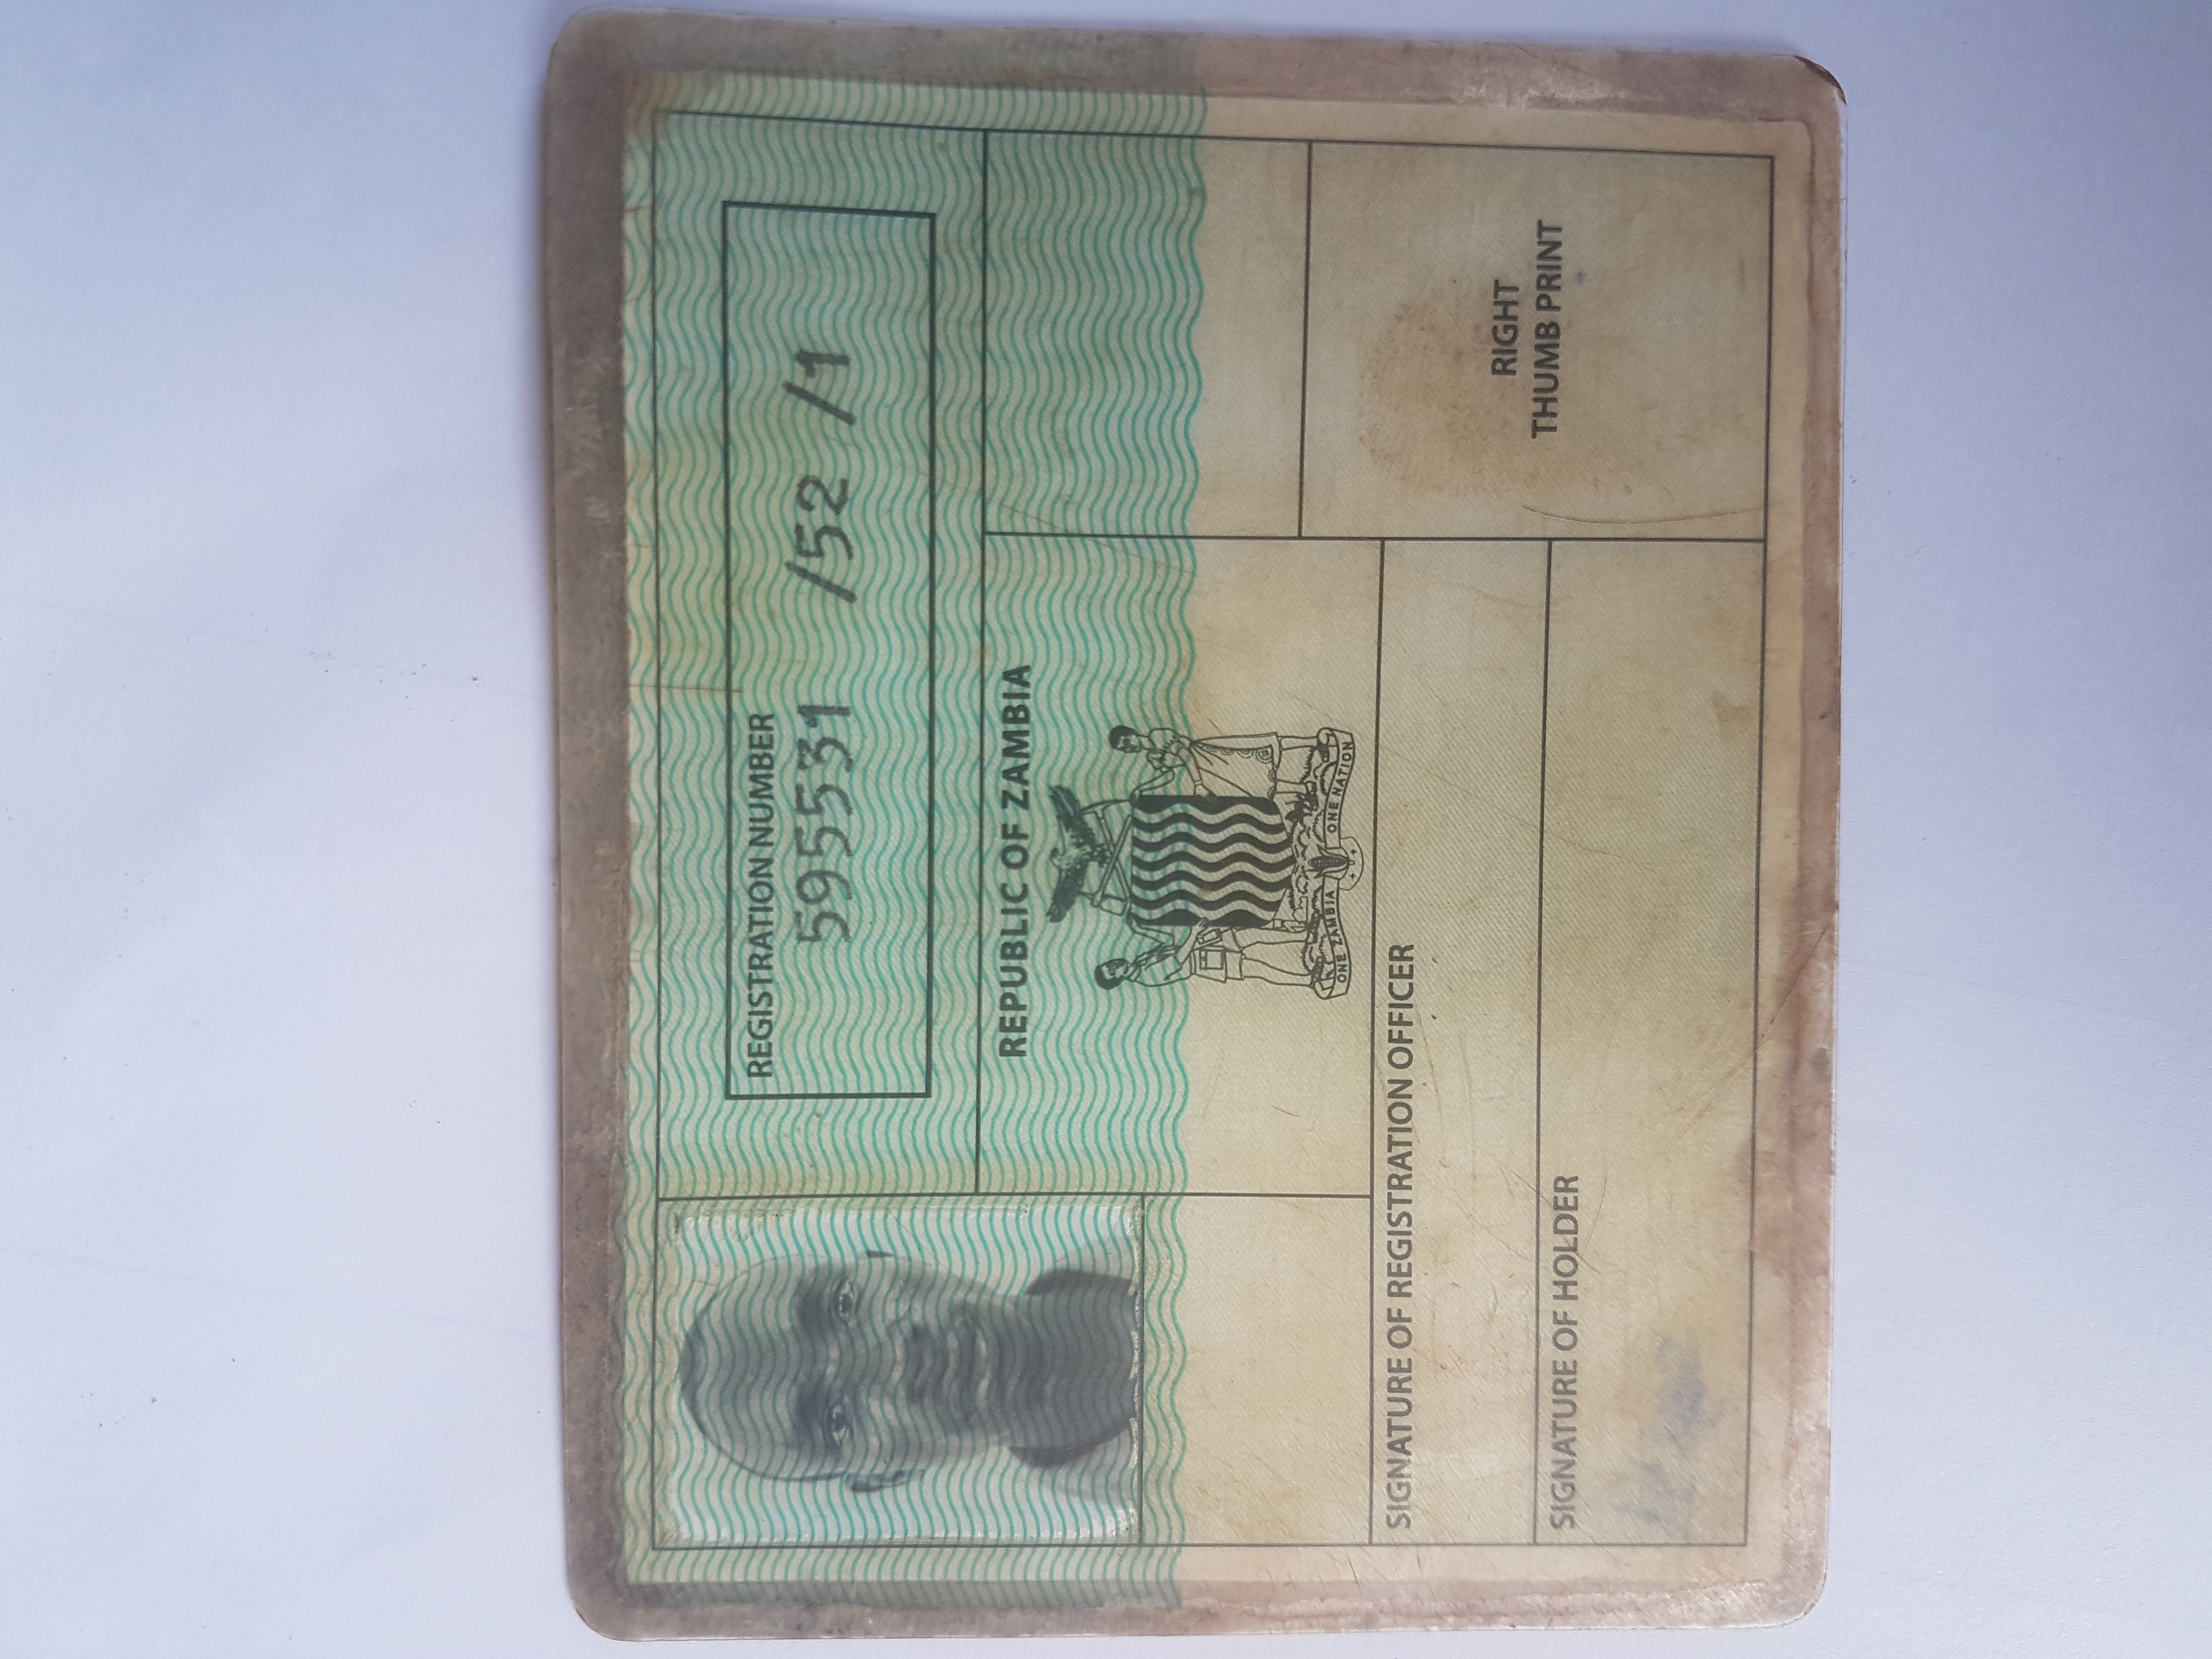 REGISTRATION NUMBER
595531 /52 /1
REPUBLIC OF ZAMBIA
ONE ZAMBIA ONE NATION
RIGHT
THUMB PRINT
SIGNATURE OF REGISTRATION OFFICER
SIGNATURE OF HOLDER